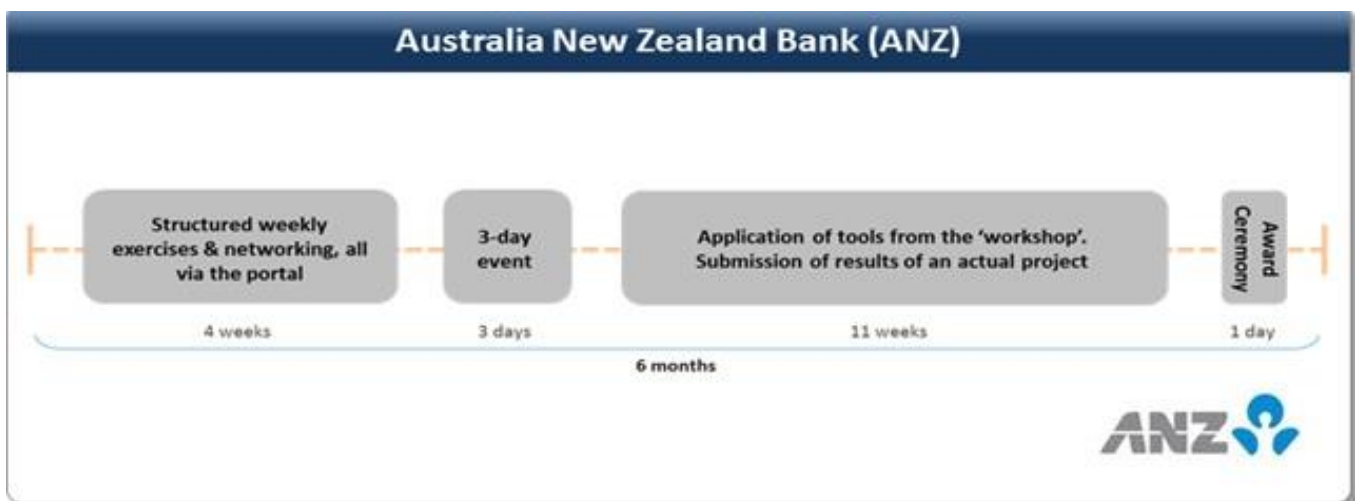 Australia New Zealand Bank (ANZ)
Structured weekly
exercises & networking, all
via the portal
3-day
event
Application of tools from the ‘workshop’.
Submission of results of an actual project
Award
Ceremony
4 weeks
3 days
11 weeks
1 day
6 months
ANZ